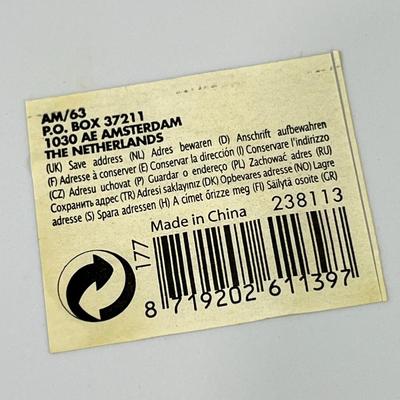 AM/63
P.O. BOX 37211
1030 AE AMSTERDAM
THE NETHERLANDS
(UK) Save address (NL) Adres bewaren (D) Anschrift aufbewahren
(F) Adresse à conserver (E) Conservar la dirección (I) Conservare l'indirizzo
(CZ) Adresu uchovat (P) Guardar o endereço (PL) Zachować adres (RU)
Сохранить адрес (TR) Adresi saklayiniz (DK) Opbevares adresse (NO) Lagre
adresse (S) Spara adressen (H) A címet őrizze meg (FI) Säilytä osoite (GR)
Made in China 238113
177
8 719202 611397